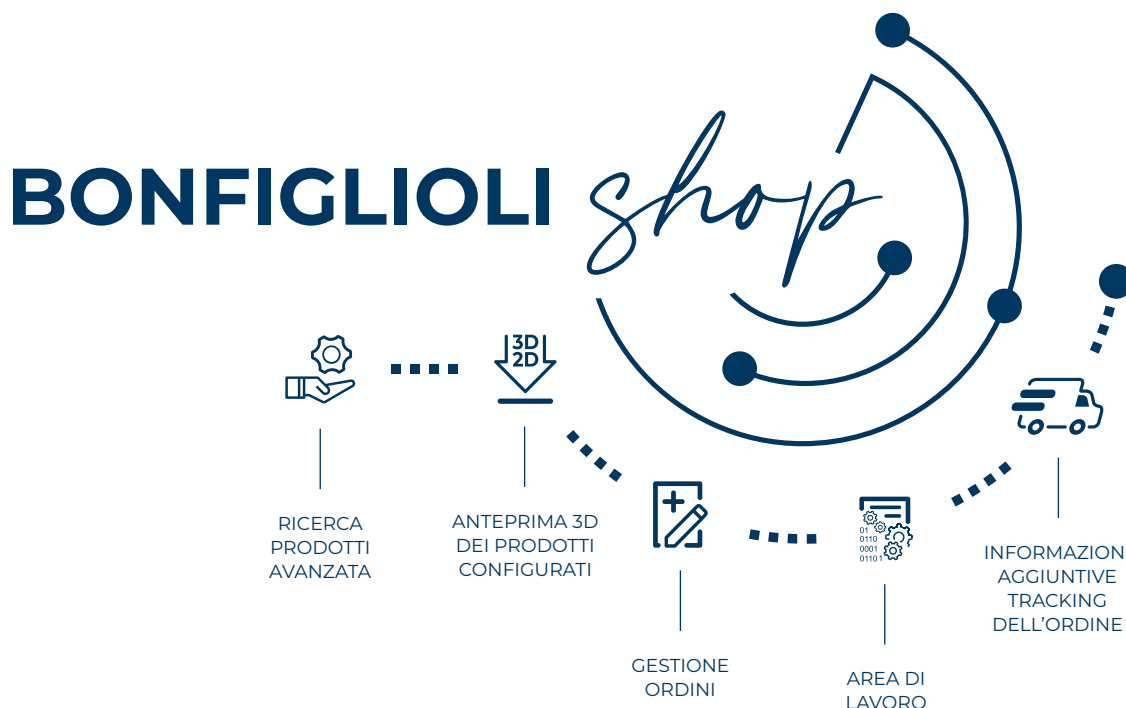 BONFIGLIOLI shop
3D
2D
RICERCA
PRODOTTI
AVANZATA
ANTEPRIMA 3D
DEI PRODOTTI
CONFIGURATI
GESTIONE
ORDINI
01
0110
0001
01101
AREA DI
LAVORO
INFORMAZION
AGGIUNTIVE
TRACKING
DELL'ORDINE